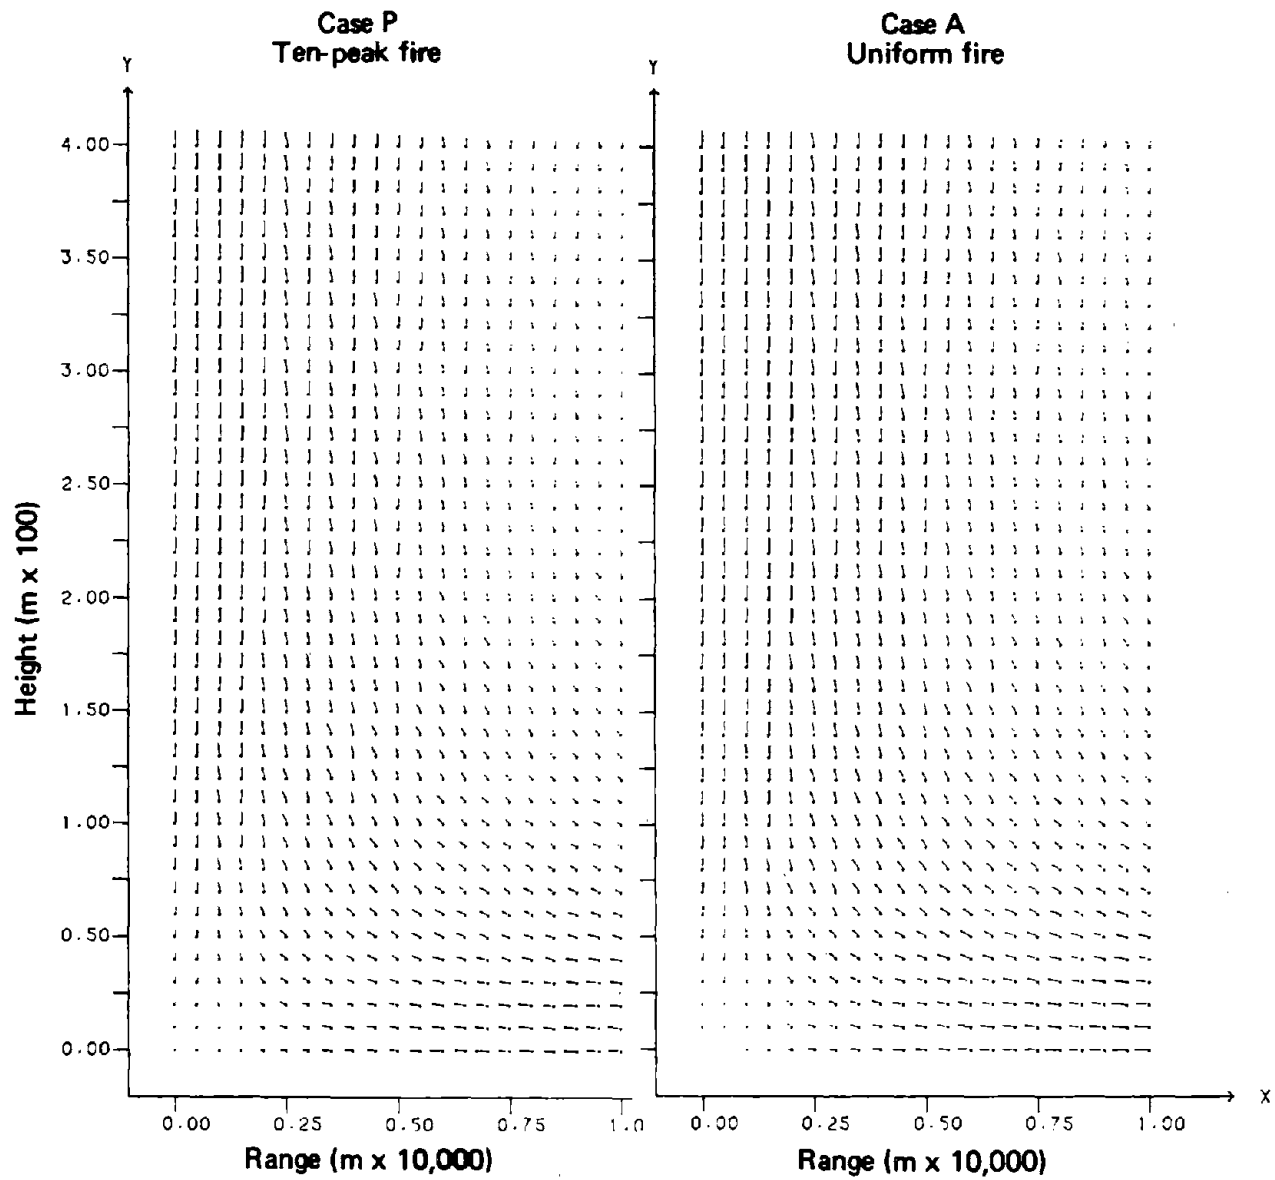 Case P
Ten-peak fire
Case A
Uniform fire
Y
Y
4.00
3.50
3.00
2.50
2.00
1.50
1.00
0.50
0.00
Height (m x 100)
0.00 0.25 0.50 0.75 1.0
0.00 0.25 0.50 0.75 1.00
X
Range (m x 10,000)
Range (m x 10,000)